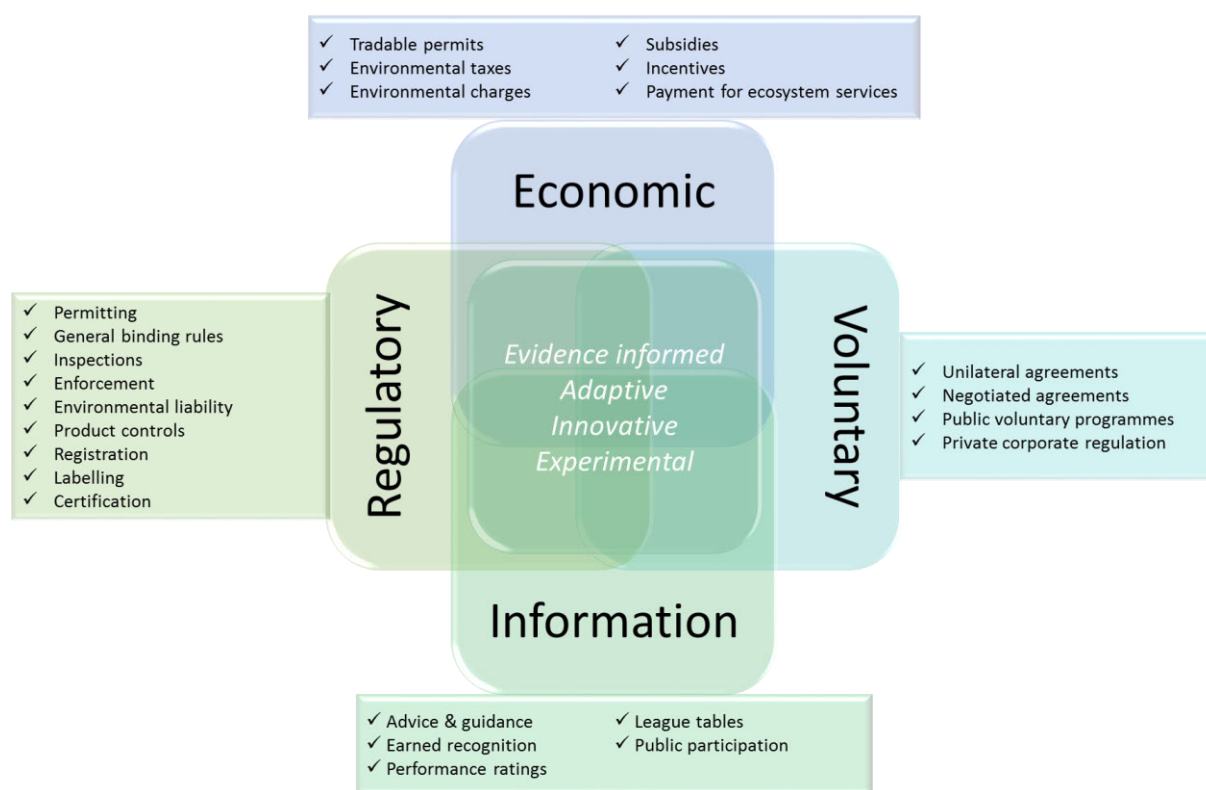 ✓ Tradable permits
✓ Environmental taxes
✓ Environmental charges
✓ Subsidies
✓ Incentives
✓ Payment for ecosystem services
Economic
Regulatory
✓ Permitting
✓ General binding rules
✓ Inspections
✓ Enforcement
✓ Environmental liability
✓ Product controls
✓ Registration
✓ Labelling
✓ Certification
Evidence informed
Adaptive
Innovative
Experimental
Voluntary
✓ Unilateral agreements
✓ Negotiated agreements
✓ Public voluntary programmes
✓ Private corporate regulation
Information
✓ Advice & guidance
✓ Earned recognition
✓ Performance ratings
✓ League tables
✓ Public participation